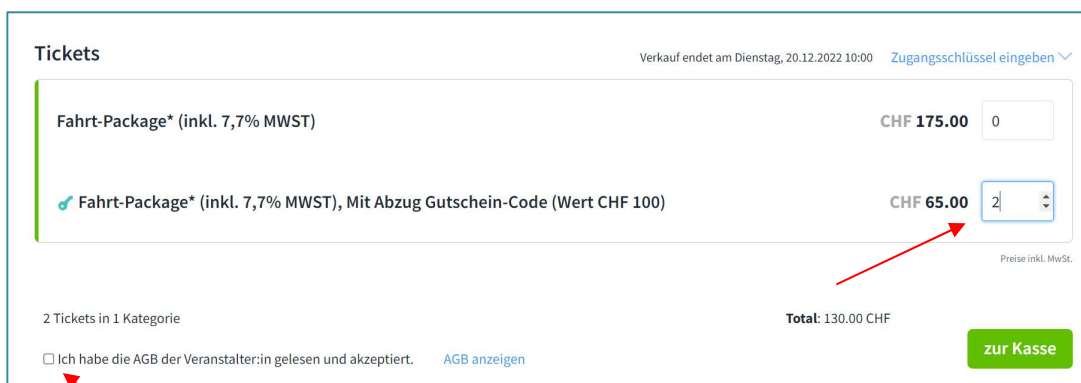 Tickets
Verkauf endet am Dienstag, 20.12.2022 10:00 Zugangsschlüssel eingeben
Fahrt-Package* (inkl. 7,7% MWST) CHF 175.00 0
Fahrt-Package* (inkl. 7,7% MWST), Mit Abzug Gutschein-Code (Wert CHF 100) CHF 65.00 2
Preise inkl. MwSt.
2 Tickets in 1 Kategorie Total: 130.00 CHF
Ich habe die AGB der Veranstalter:in gelesen und akzeptiert. AGB anzeigen
zur Kasse